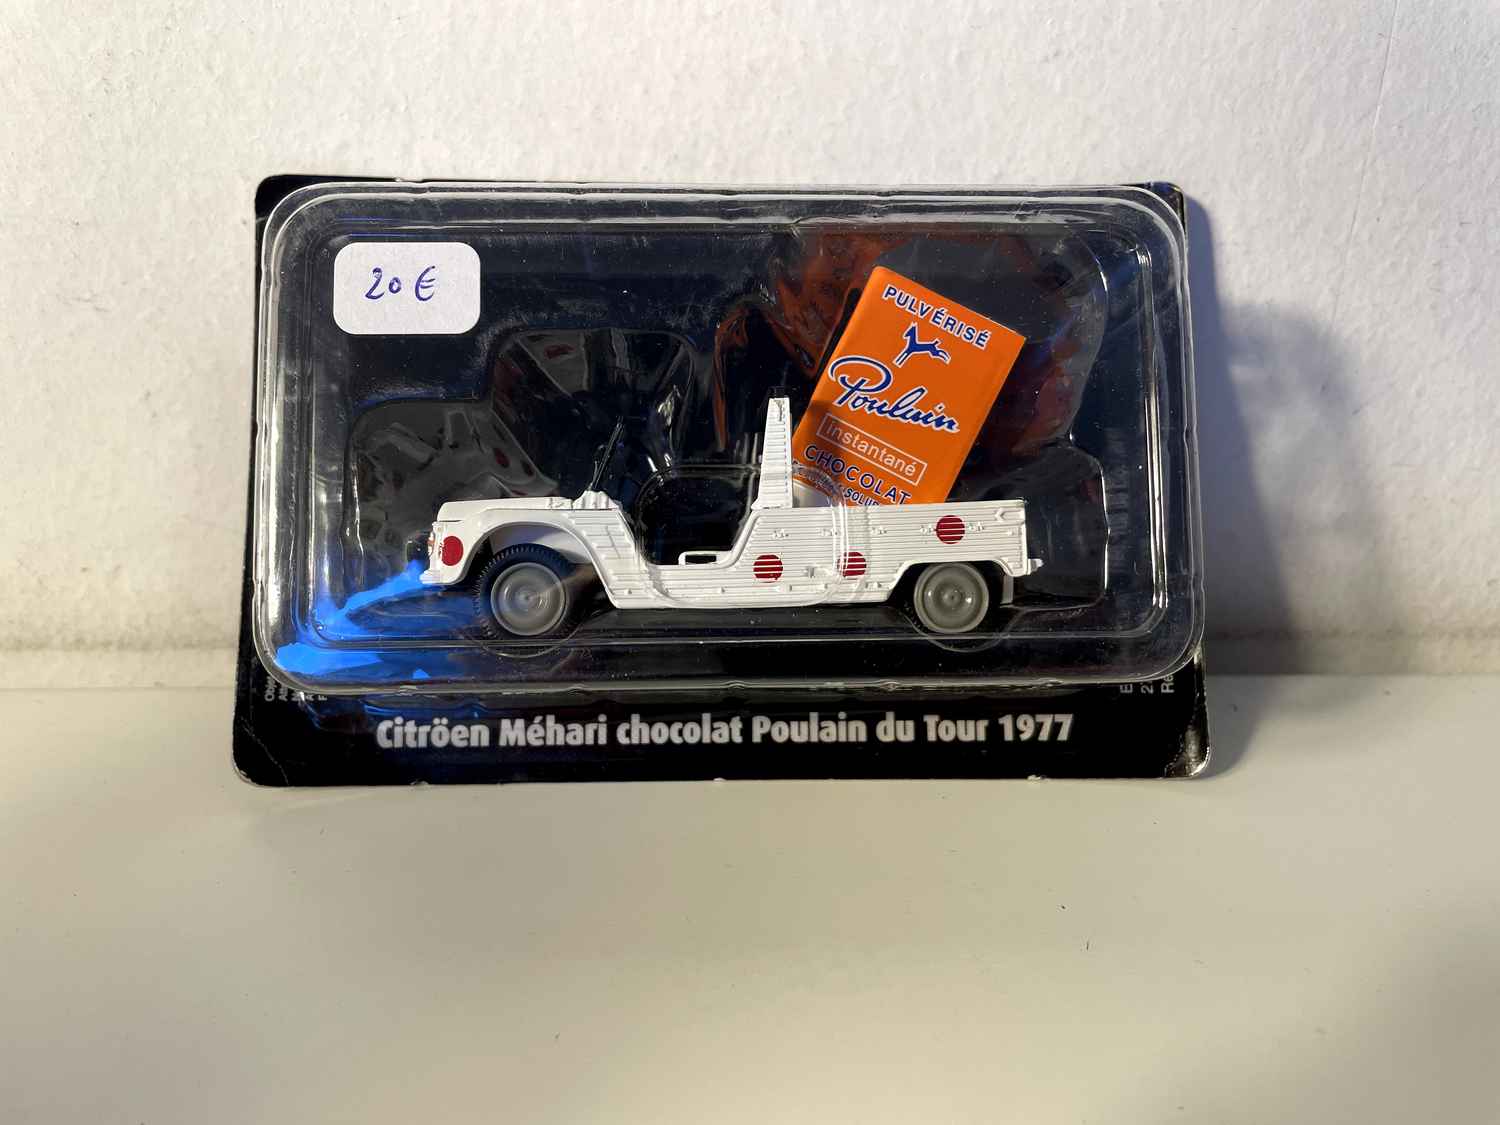 20€
PULVÉRISÉ
Poulain
instantané
CHOCOLAT
Citröen Méhari chocolat Poulain du Tour 1977